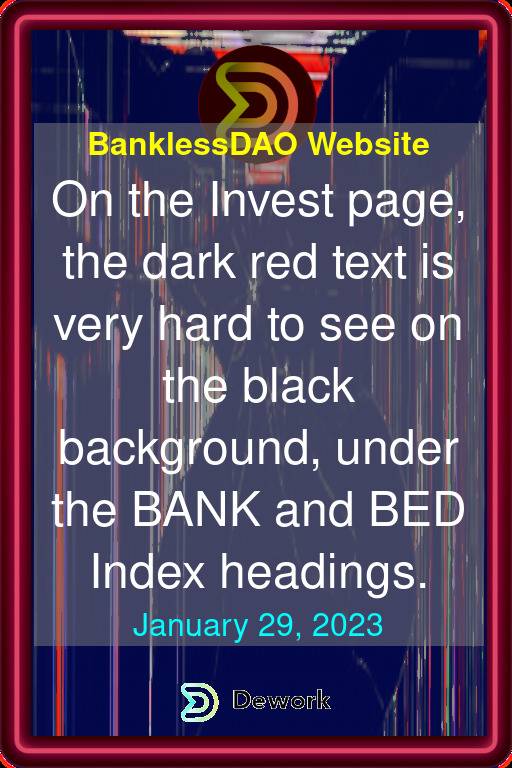 BanklessDAO Website
On the Invest page,
the dark red text is
very hard to see on
the black
background, under
the BANK and BED
Index headings.
January 29, 2023
Dework